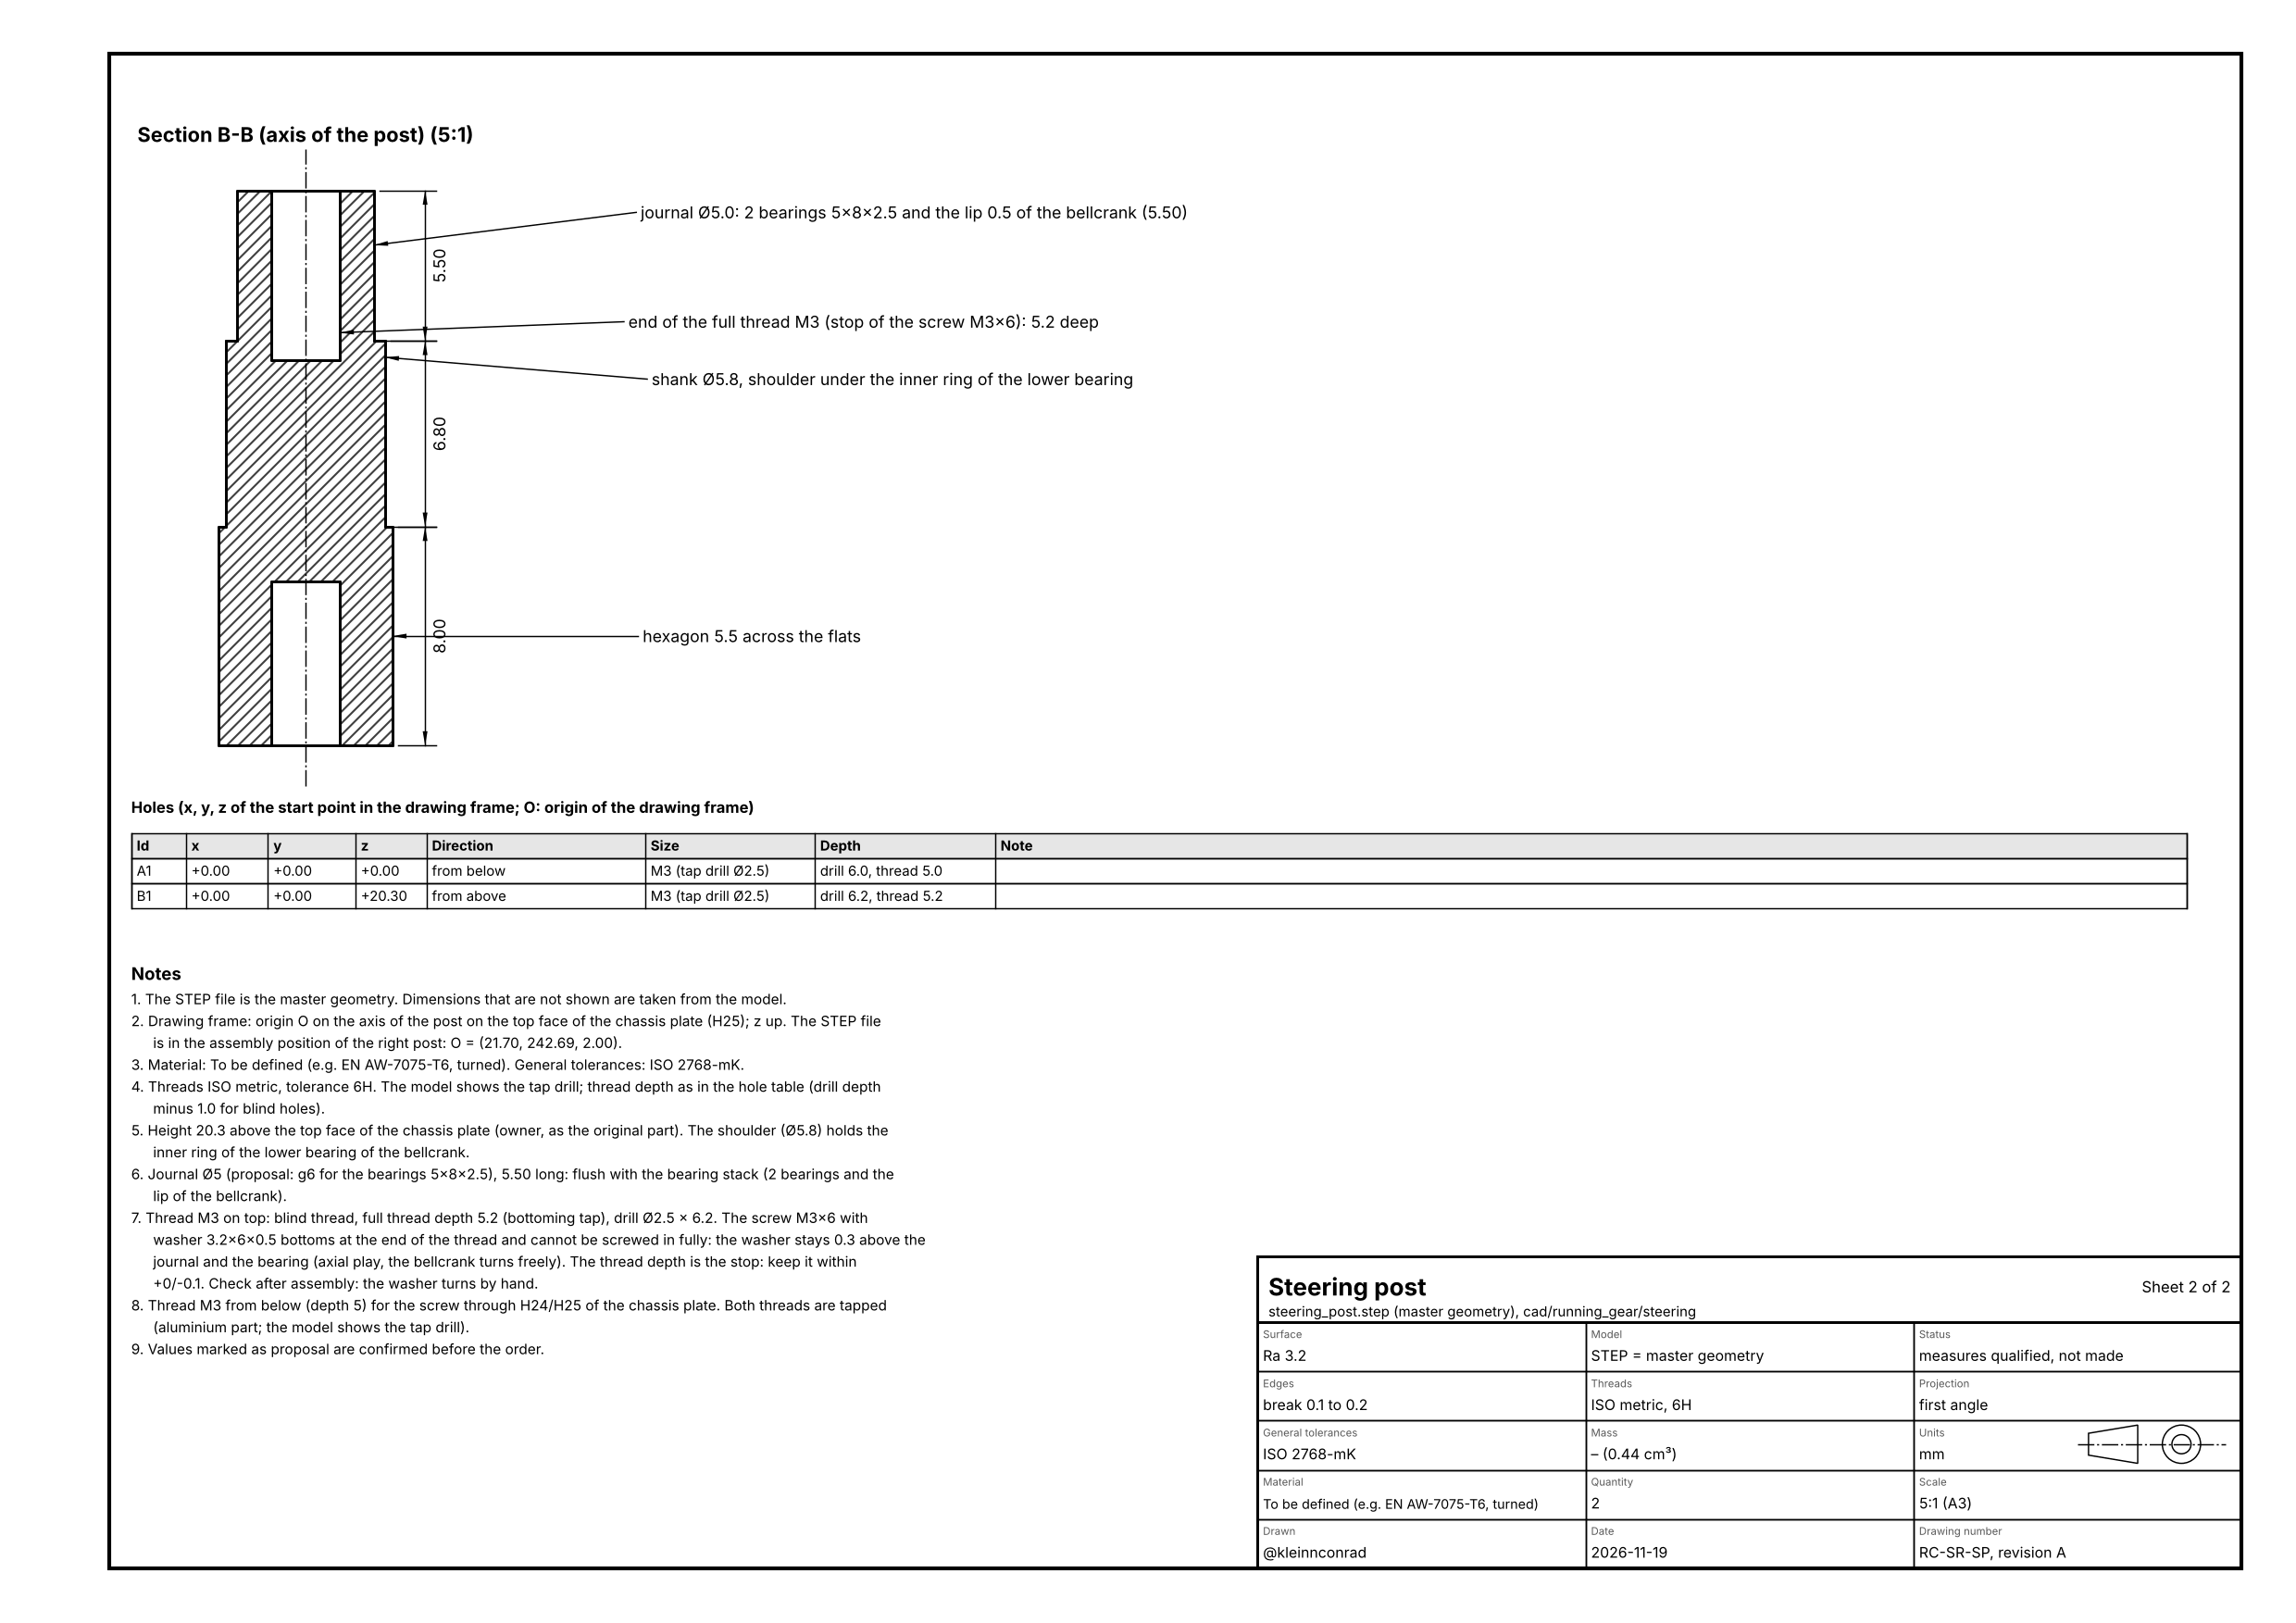 Section B-B (axis of the post) (5:1)
journal Ø5.0: 2 bearings 5×8×2.5 and the lip 0.5 of the bellcrank (5.50)
5.50
end of the full thread M3 (stop of the screw M3×6): 5.2 deep
shank Ø5.8, shoulder under the inner ring of the lower bearing
6.80
8.00
hexagon 5.5 across the flats
Holes (x, y, z of the start point in the drawing frame; O: origin of the drawing frame)
Id x y z Direction Size Depth Note
A1 +0.00 +0.00 +0.00 from below M3 (tap drill Ø2.5) drill 6.0, thread 5.0
B1 +0.00 +0.00 +20.30 from above M3 (tap drill Ø2.5) drill 6.2, thread 5.2
Notes
1. The STEP file is the master geometry. Dimensions that are not shown are taken from the model.
2. Drawing frame: origin O on the axis of the post on the top face of the chassis plate (H25); z up. The STEP file
is in the assembly position of the right post: O = (21.70, 242.69, 2.00).
3. Material: To be defined (e.g. EN AW-7075-T6, turned). General tolerances: ISO 2768-mK.
4. Threads ISO metric, tolerance 6H. The model shows the tap drill; thread depth as in the hole table (drill depth
minus 1.0 for blind holes).
5. Height 20.3 above the top face of the chassis plate (owner, as the original part). The shoulder (Ø5.8) holds the
inner ring of the lower bearing of the bellcrank.
6. Journal Ø5 (proposal: g6 for the bearings 5×8×2.5), 5.50 long: flush with the bearing stack (2 bearings and the
lip of the bellcrank).
7. Thread M3 on top: blind thread, full thread depth 5.2 (bottoming tap), drill Ø2.5 × 6.2. The screw M3×6 with
washer 3.2×6×0.5 bottoms at the end of the thread and cannot be screwed in fully: the washer stays 0.3 above the
journal and the bearing (axial play, the bellcrank turns freely). The thread depth is the stop: keep it within
+0/-0.1. Check after assembly: the washer turns by hand.
8. Thread M3 from below (depth 5) for the screw through H24/H25 of the chassis plate. Both threads are tapped
(aluminium part; the model shows the tap drill).
9. Values marked as proposal are confirmed before the order.
Steering post
Sheet 2 of 2
steering_post.step (master geometry), cad/running_gear/steering
Surface Model Status
Ra 3.2 STEP = master geometry measures qualified, not made
Edges Threads Projection
break 0.1 to 0.2 ISO metric, 6H first angle
General tolerances Mass Units
ISO 2768-mK – (0.44 cm³) mm
Material Quantity Scale
To be defined (e.g. EN AW-7075-T6, turned) 2 5:1 (A3)
Drawn Date Drawing number
@kleinnconrad 2026-11-19 RC-SR-SP, revision A